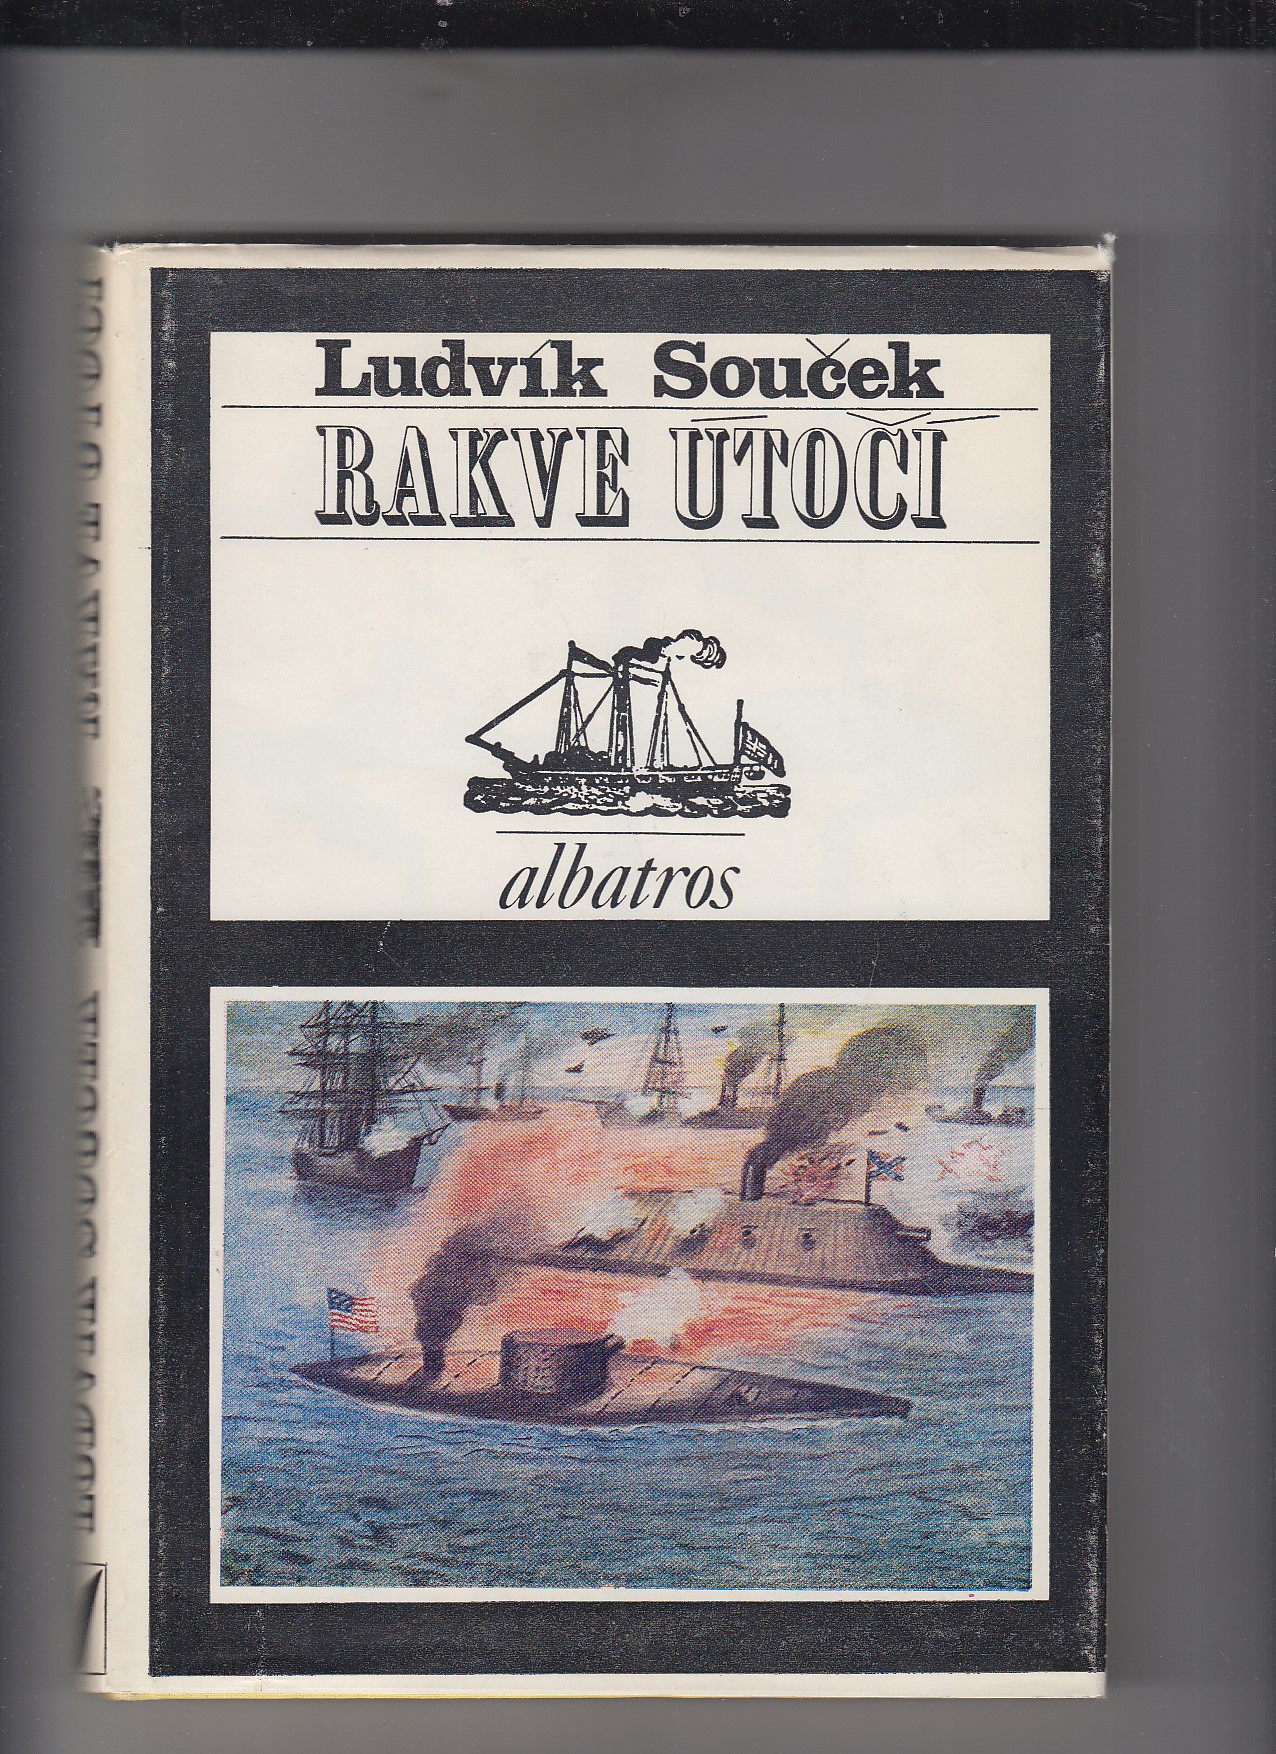 Ludvík Souček
RAKVE ÚTOČÍ
albatros